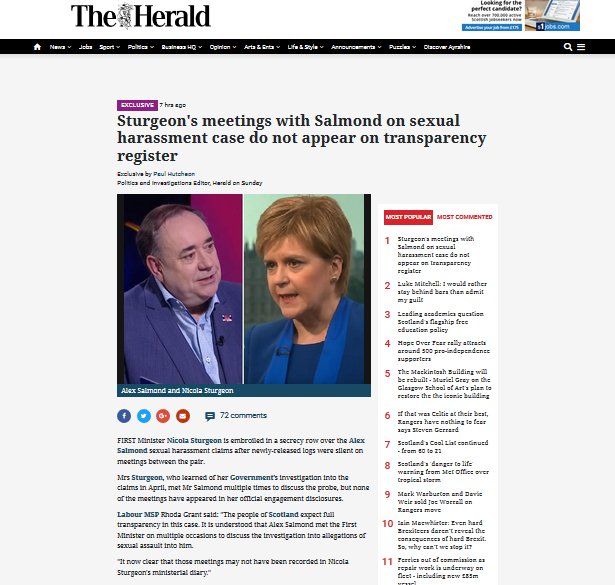 The Herald
Looking for the
perfect candidate?
Reach over 700,000 active
Scottish jobseekers now
Advertise your job from £175
s1jobs.com
News
Jobs
Sport
Politics
Business HQ
Opinion
Arts & Ents
Life & Style
Announcements
Puzzles
Discover Ayrshire
EXCLUSIVE 7 hrs ago
Sturgeon's meetings with Salmond on sexual
harassment case do not appear on transparency
register
Exclusive by Paul Hutcheon
Politics and Investigations Editor, Herald on Sunday
Alex Salmond and Nicola Sturgeon
72 comments
FIRST Minister Nicola Sturgeon is embroiled in a secrecy row over the Alex
Salmond sexual harassment claims after newly-released logs were silent on
meetings between the pair.
Mrs Sturgeon, who learned of her Government's investigation into the
claims in April, met Mr Salmond multiple times to discuss the probe, but none
of the meetings have appeared in her official engagement disclosures.
Labour MSP Rhoda Grant said: "The people of Scotland expect full
transparency in this case. It is understood that Alex Salmond met the First
Minister on multiple occasions to discuss the investigation into allegations of
sexual assault into him.
"It now clear that those meetings may not have been recorded in Nicola
Sturgeon's ministerial diary."
MOST POPULAR
MOST COMMENTED
1 Sturgeon's meetings with
Salmond on sexual
harassment case do not
appear on transparency
register
2 Luke Mitchell: I would rather
stay behind bars than admit
my guilt
3 Leading academics question
Scotland's flagship free
education policy
4 Hope Over Fear rally attracts
around 500 pro-independence
supporters
5 The Mackintosh Building will
be rebuilt - Muriel Gray on the
Glasgow School of Art's plan to
restore the the iconic building
6 If that was Celtic at their best,
Rangers have nothing to fear
says Steven Gerrard
7 Scotland's Cool List continued
- from 60 to 21
8 Scotland's 'danger to life'
warning from Met Office over
tropical storm
9 Mark Warburton and Davie
Weir sold Joe Worrall on
Rangers move
10 Iain Macwhirter: Even hard
Brexiteers daren't reveal the
consequences of hard Brexit.
So, why can't we stop it?
11 Ferries out of commission as
repair work is underway on
fleet - including new £85m
vessel